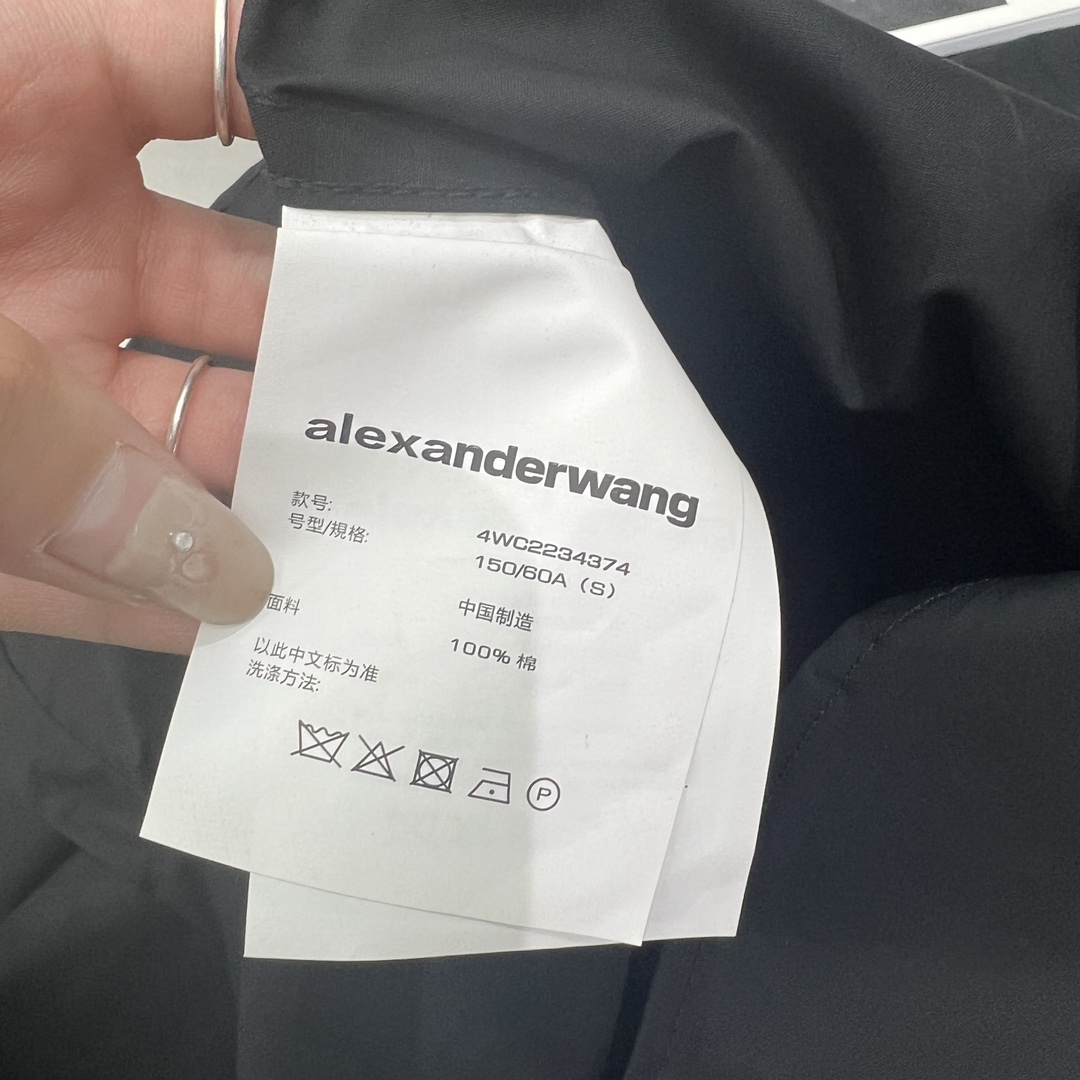 alexanderwang
款号: 4WC2234374
号型/規格: 150/60A (S)
中国制造
面料 100% 棉
以此中文标为准
洗涤方法:
P